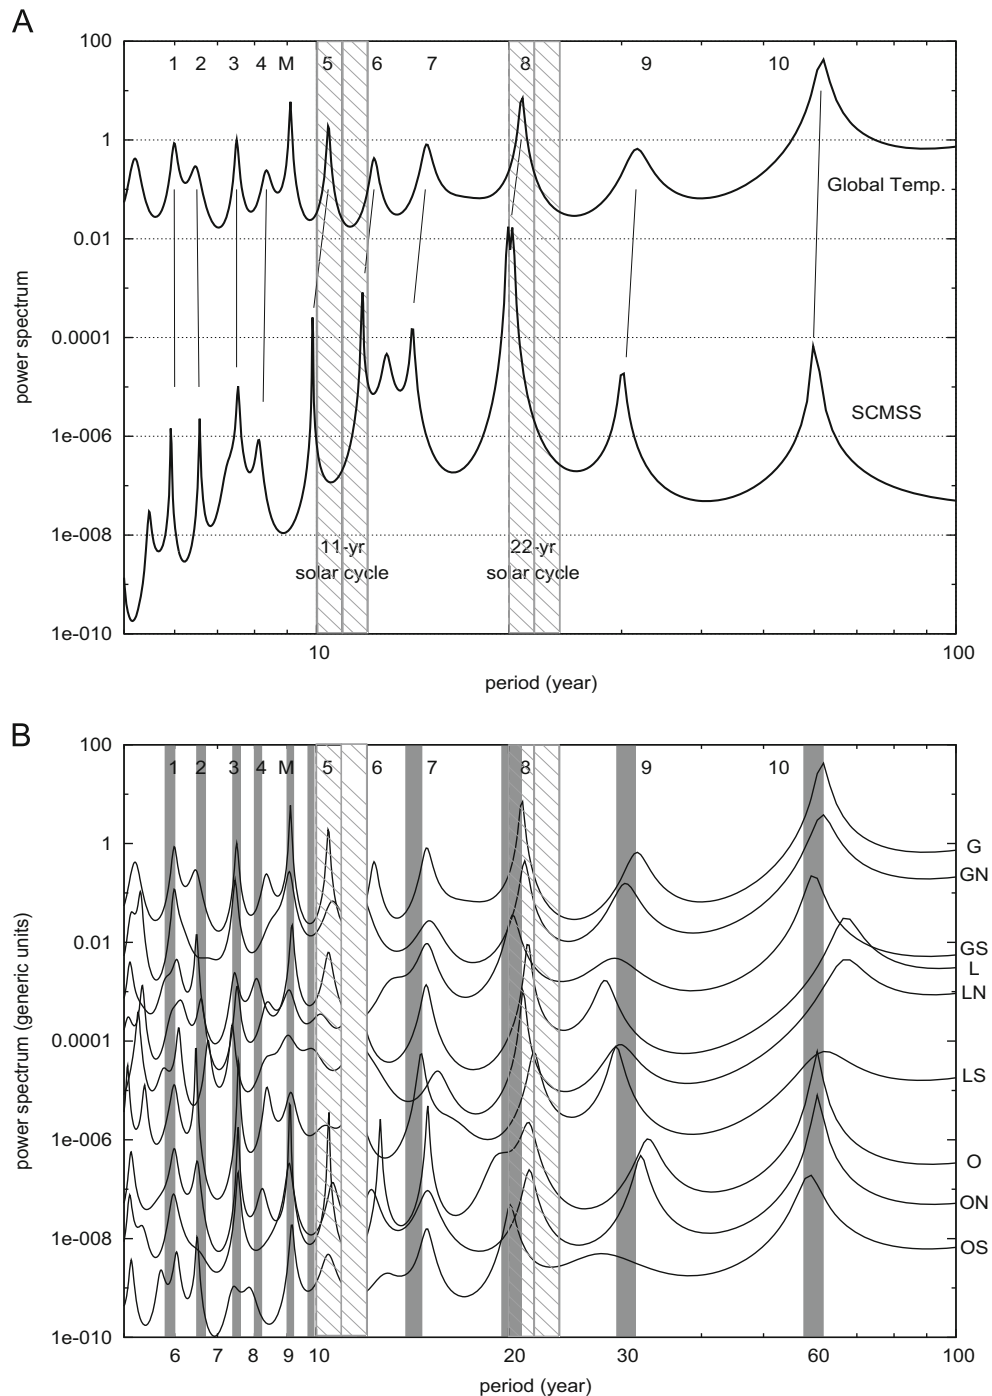 A
100
1 2 3 4 M 5 6 7 8 9 10
1
Global Temp.
0.01
power spectrum
0.0001
SCMSS
1e-006
1e-008
11-yr
solar cycle
22-yr
solar cycle
1e-010
10 100
period (year)
B
100
1 2 3 4 M 5 6 7 8 9 10
1
G
GN
0.01
GS
L
LN
power spectrum (generic units)
0.0001
LS
1e-006
O
ON
1e-008
OS
1e-010
6 7 8 9 10 20 30 60 100
period (year)